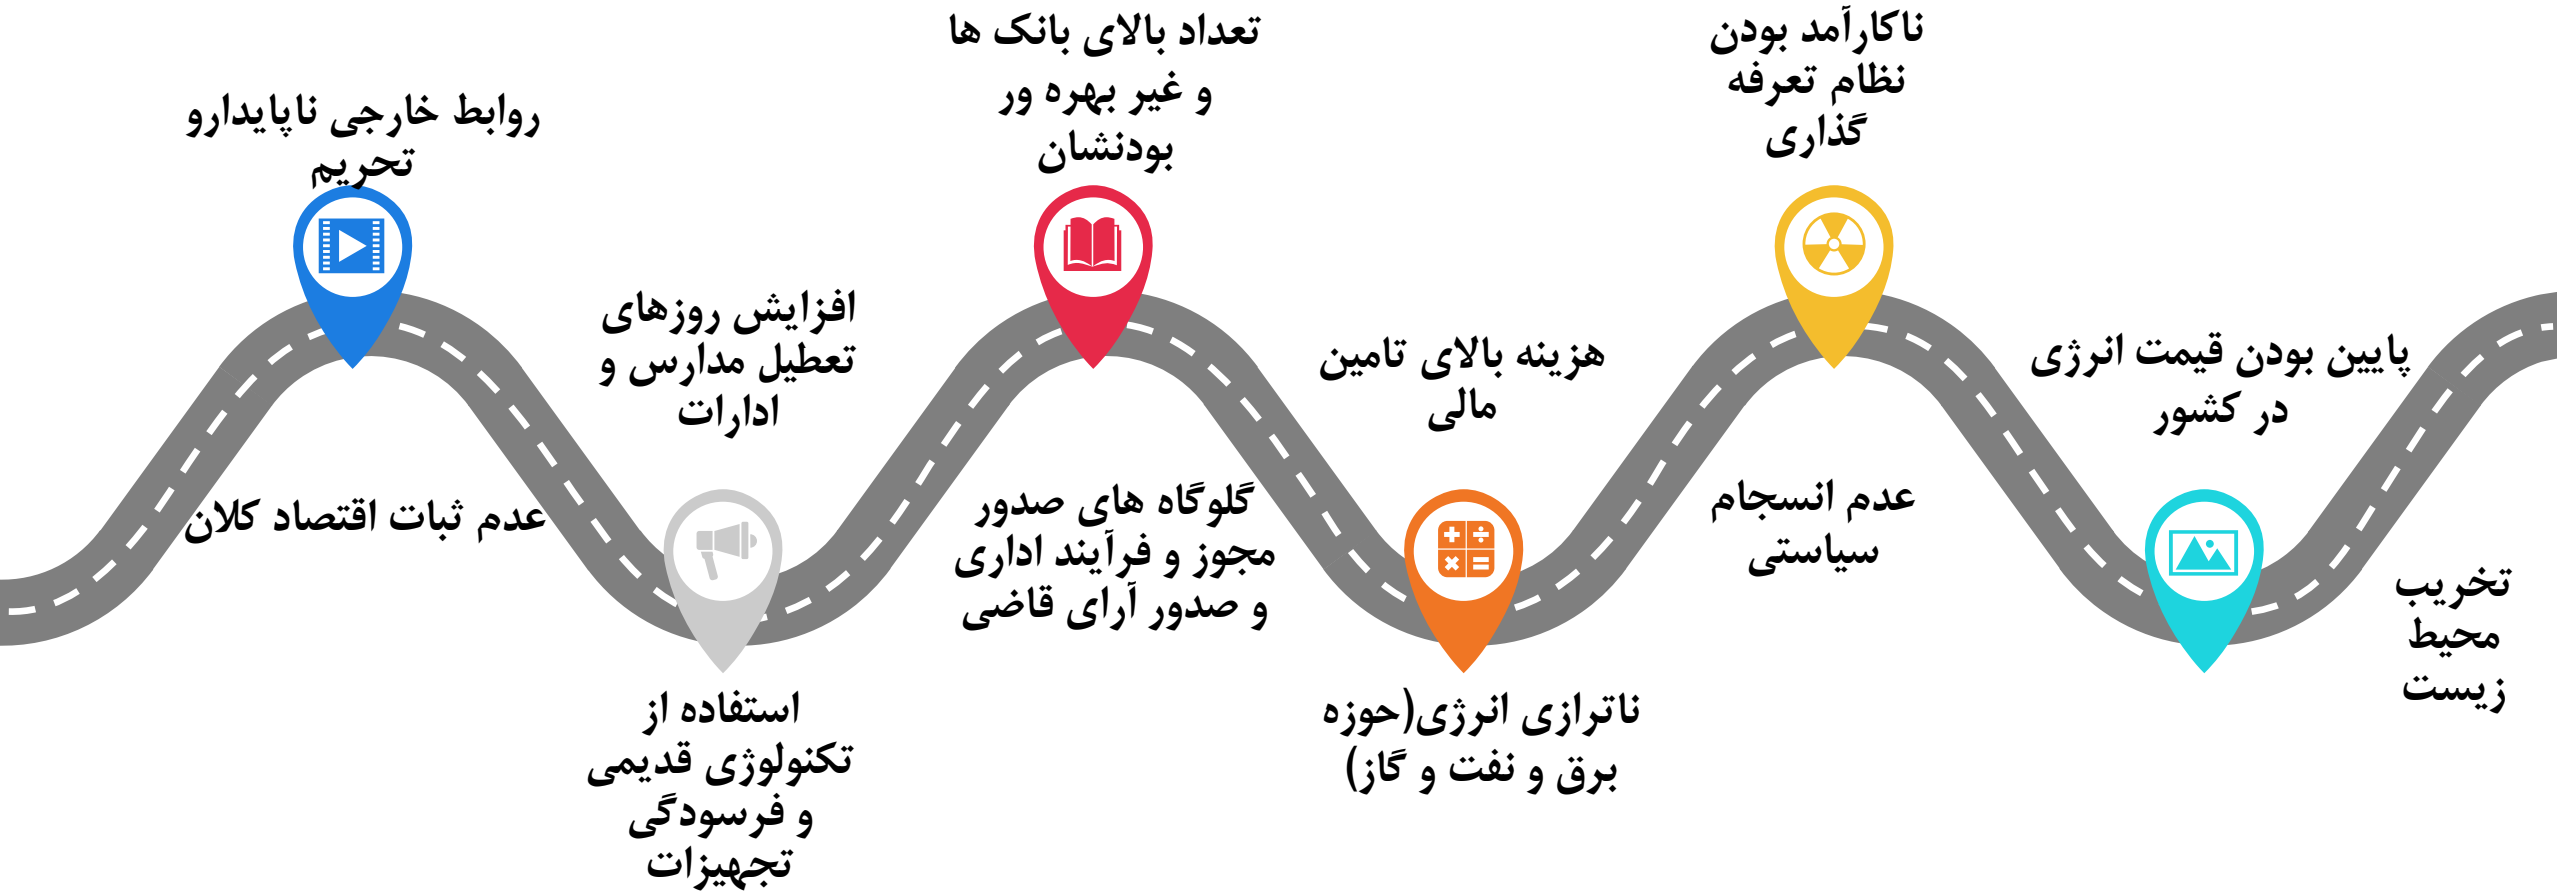 روابط خارجی ناپایدارو
تحریم
عدم ثبات اقتصاد کلان
افزایش روزهای
تعطیل مدارس و
ادارات
استفاده از
تکنولوژی قدیمی
و فرسودگی
تجهیزات
تعداد بالای بانک ها
و غیر بهره ور
بودنشان
گلوگاه های صدور
مجوز و فرآیند اداری
و صدور آرای قاضی
هزینه بالای تامین
مالی
ناترازی انرژی(حوزه
برق و نفت و گاز)
ناکارآمد بودن
نظام تعرفه
گذاری
عدم انسجام
سیاستی
پایین بودن قیمت انرژی
در کشور
تخریب
محیط
زیست